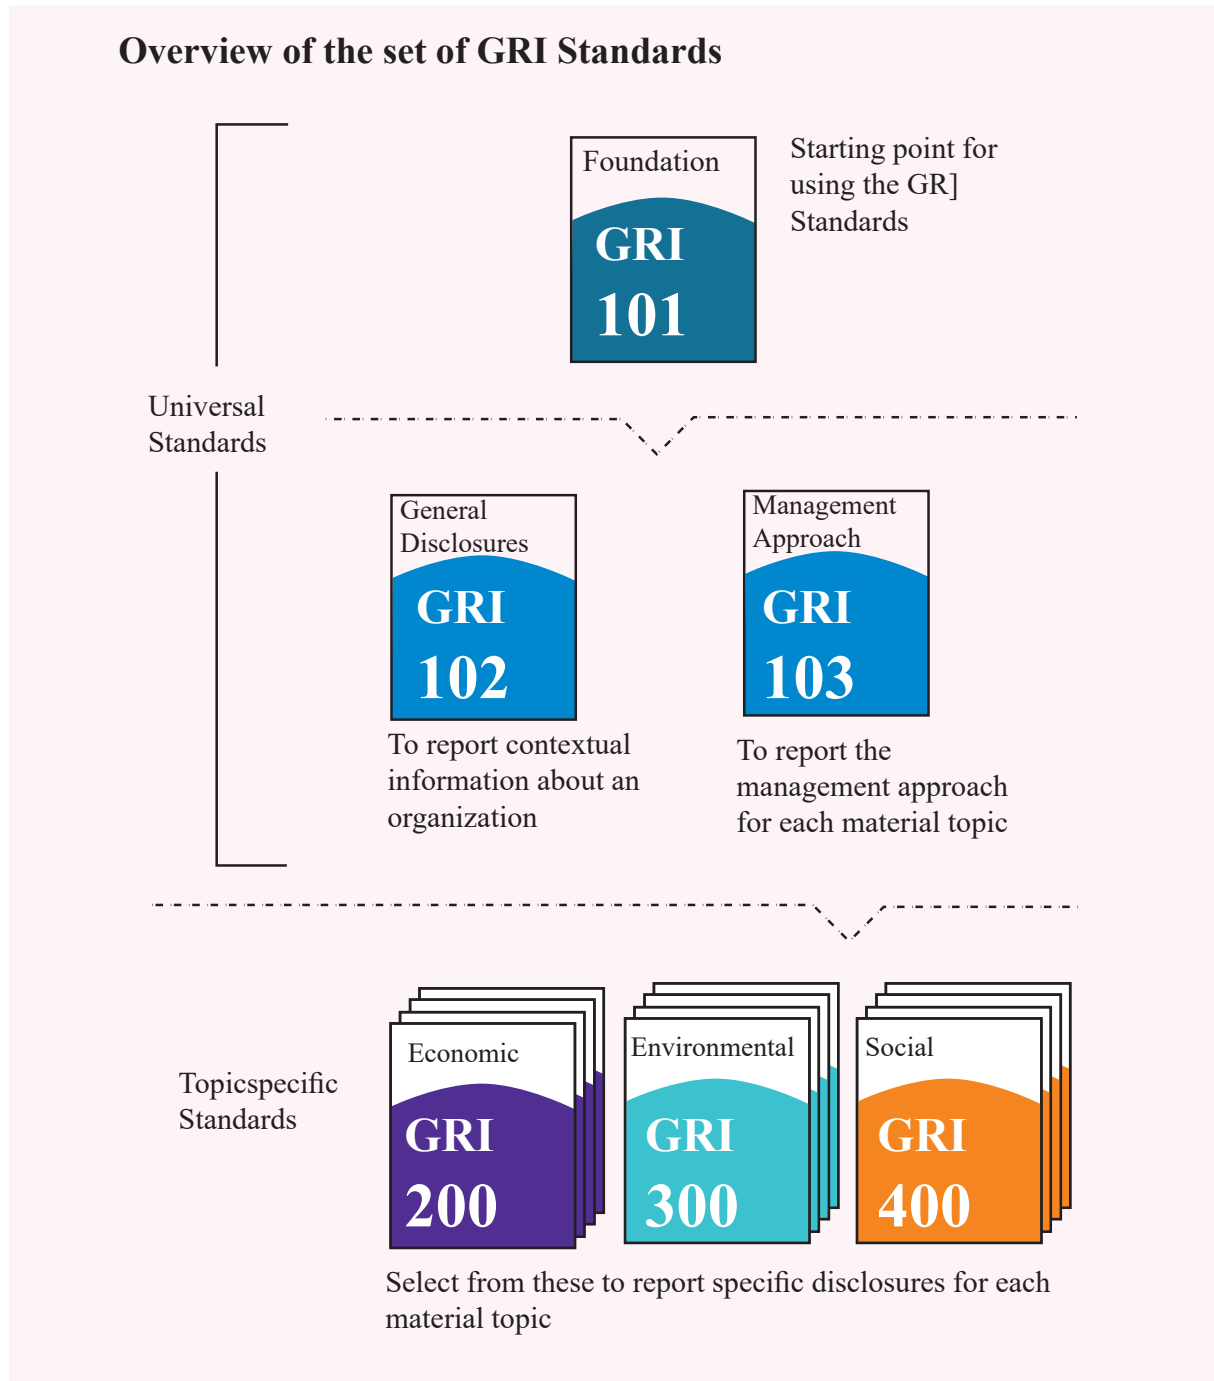 Overview of the set of GRI Standards
Foundation
GRI
101
Starting point for
using the GR]
Standards
Universal
Standards
General
Disclosures
GRI
102
To report contextual
information about an
organization
Management
Approach
GRI
103
To report the
management approach
for each material topic
Topicspecific
Standards
Economic
GRI
200
Environmental
GRI
300
Social
GRI
400
Select from these to report specific disclosures for each
material topic